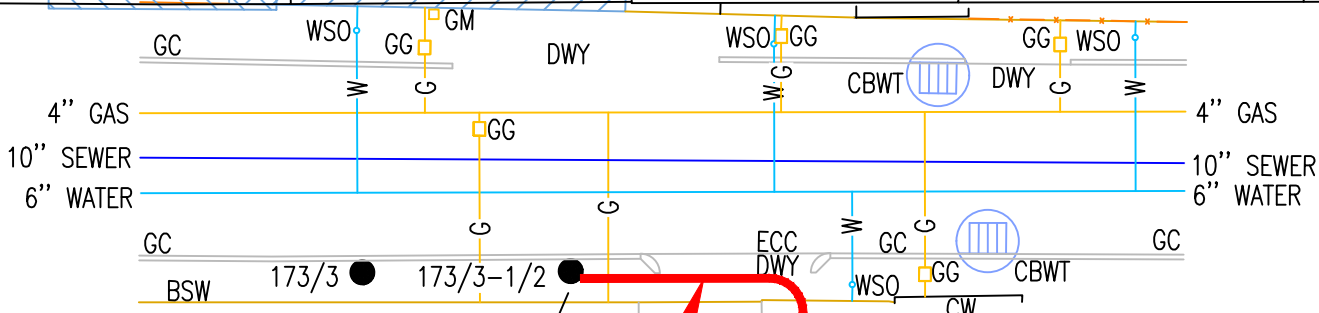 GM
WSO
GG
WSO
GG
GG
WSO
GC
DWY
CBWT
DWY
W
G
W
G
G
W
4" GAS
4" GAS
GG
10" SEWER
10" SEWER
6" WATER
6" WATER
G
G
W
G
GC
ECC
GC
GC
DWY
173/3
173/3-1/2
GG
CBWT
BSW
WSO
CW